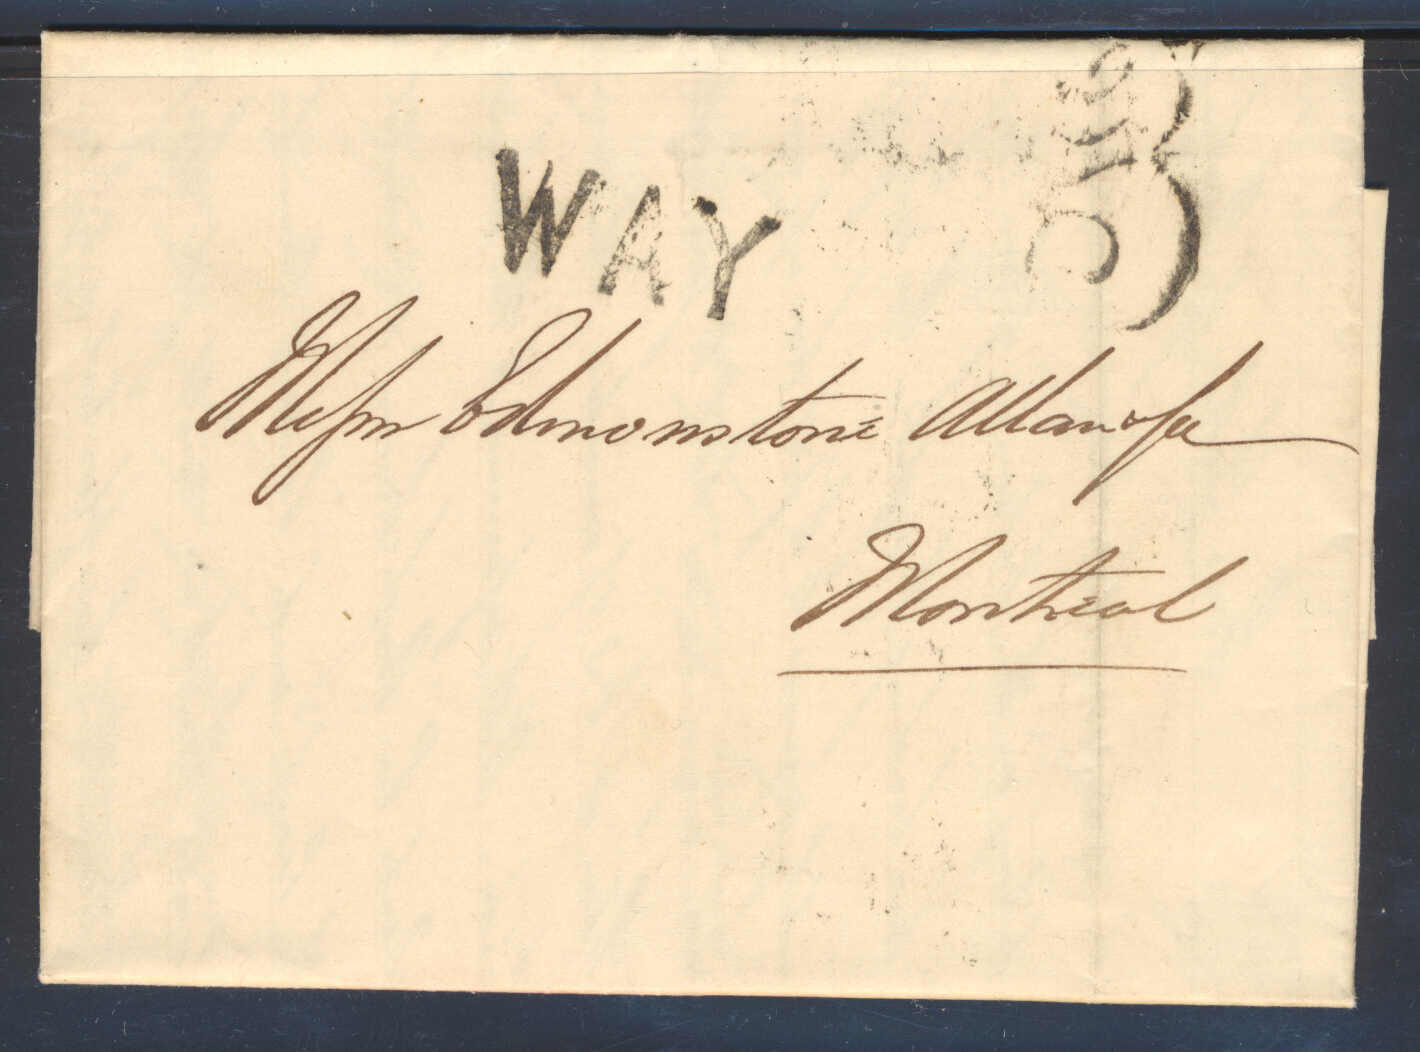 WAY
Messrs Edmonstone Allan & Co
Montreal